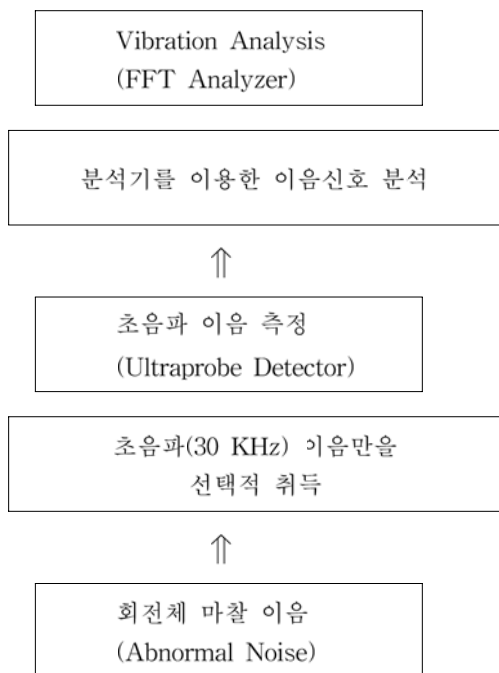 Vibration Analysis
(FFT Analyzer)
분석기를 이용한 이음신호 분석
⇑
초음파 이음 측정
(Ultraprobe Detector)
초음파(30 KHz) 이음만을
선택적 취득
⇑
회전체 마찰 이음
(Abnormal Noise)